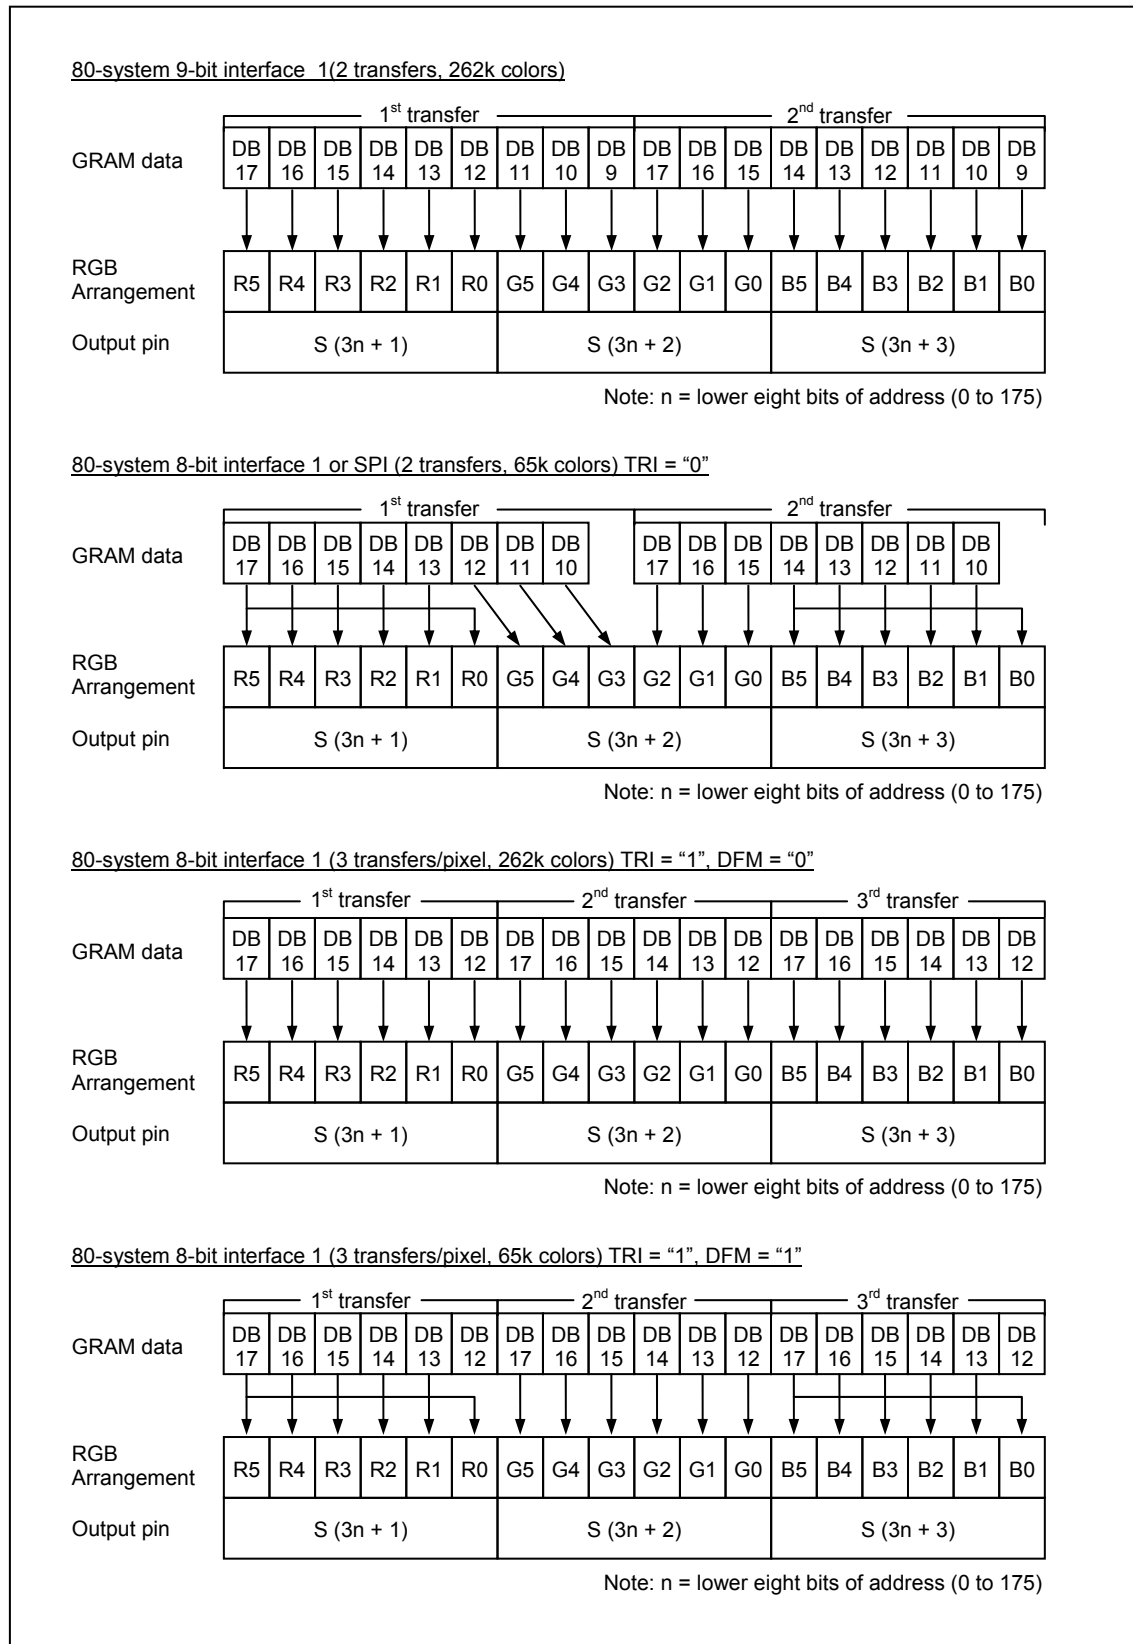 80-system 9-bit interface 1(2 transfers, 262k colors)
1st transfer 2nd transfer
GRAM data DB 17 DB 16 DB 15 DB 14 DB 13 DB 12 DB 11 DB 10 DB 9 DB 17 DB 16 DB 15 DB 14 DB 13 DB 12 DB 11 DB 10 DB 9
RGB Arrangement R5 R4 R3 R2 R1 R0 G5 G4 G3 G2 G1 G0 B5 B4 B3 B2 B1 B0
Output pin S (3n + 1) S (3n + 2) S (3n + 3)
Note: n = lower eight bits of address (0 to 175)
80-system 8-bit interface 1 or SPI (2 transfers, 65k colors) TRI = “0”
1st transfer 2nd transfer
GRAM data DB 17 DB 16 DB 15 DB 14 DB 13 DB 12 DB 11 DB 10 DB 17 DB 16 DB 15 DB 14 DB 13 DB 12 DB 11 DB 10
RGB Arrangement R5 R4 R3 R2 R1 R0 G5 G4 G3 G2 G1 G0 B5 B4 B3 B2 B1 B0
Output pin S (3n + 1) S (3n + 2) S (3n + 3)
Note: n = lower eight bits of address (0 to 175)
80-system 8-bit interface 1 (3 transfers/pixel, 262k colors) TRI = “1”, DFM = “0”
1st transfer 2nd transfer 3rd transfer
GRAM data DB 17 DB 16 DB 15 DB 14 DB 13 DB 12 DB 17 DB 16 DB 15 DB 14 DB 13 DB 12 DB 17 DB 16 DB 15 DB 14 DB 13 DB 12
RGB Arrangement R5 R4 R3 R2 R1 R0 G5 G4 G3 G2 G1 G0 B5 B4 B3 B2 B1 B0
Output pin S (3n + 1) S (3n + 2) S (3n + 3)
Note: n = lower eight bits of address (0 to 175)
80-system 8-bit interface 1 (3 transfers/pixel, 65k colors) TRI = “1”, DFM = “1”
1st transfer 2nd transfer 3rd transfer
GRAM data DB 17 DB 16 DB 15 DB 14 DB 13 DB 12 DB 17 DB 16 DB 15 DB 14 DB 13 DB 12 DB 17 DB 16 DB 15 DB 14 DB 13 DB 12
RGB Arrangement R5 R4 R3 R2 R1 R0 G5 G4 G3 G2 G1 G0 B5 B4 B3 B2 B1 B0
Output pin S (3n + 1) S (3n + 2) S (3n + 3)
Note: n = lower eight bits of address (0 to 175)